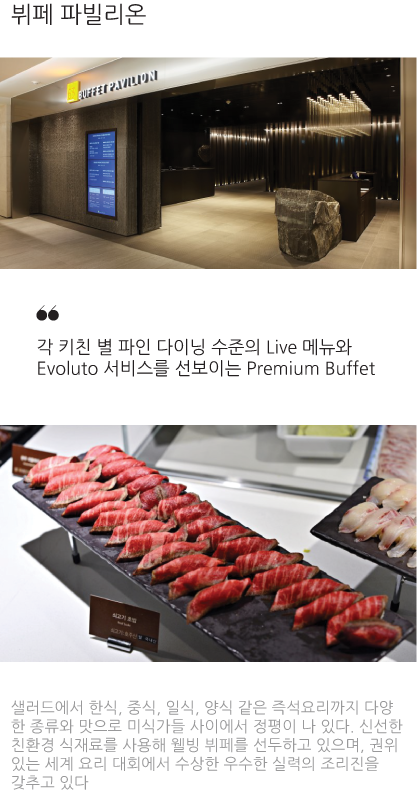 뷔페 파빌리온
BUFFET PAVILION
각 키친 별 파인 다이닝 수준의 Live 메뉴와
Evoluto 서비스를 선보이는 Premium Buffet
쇠고기 초밥
샐러드에서 한식, 중식, 일식, 양식 같은 즉석요리까지 다양
한 종류와 맛으로 미식가들 사이에서 정평이 나 있다. 신선한
친환경 식재료를 사용해 웰빙 뷔페를 선두하고 있으며, 권위
있는 세계 요리 대회에서 수상한 우수한 실력의 조리진을
갖추고 있다